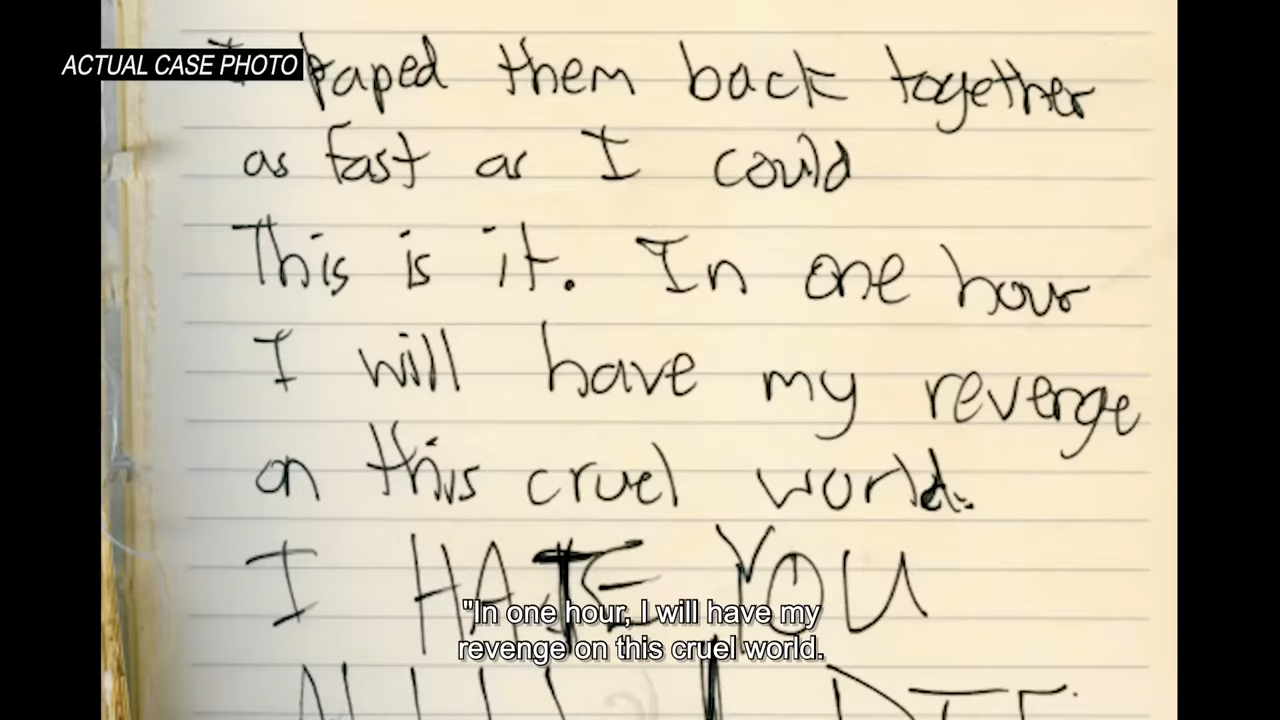 ACTUAL CASE PHOTO
I taped them back together
as fast as I could
This is it. In one hour
I will have my revenge
on this cruel world.
I HATE YOU
"In one hour, I will have my
revenge on this cruel world.